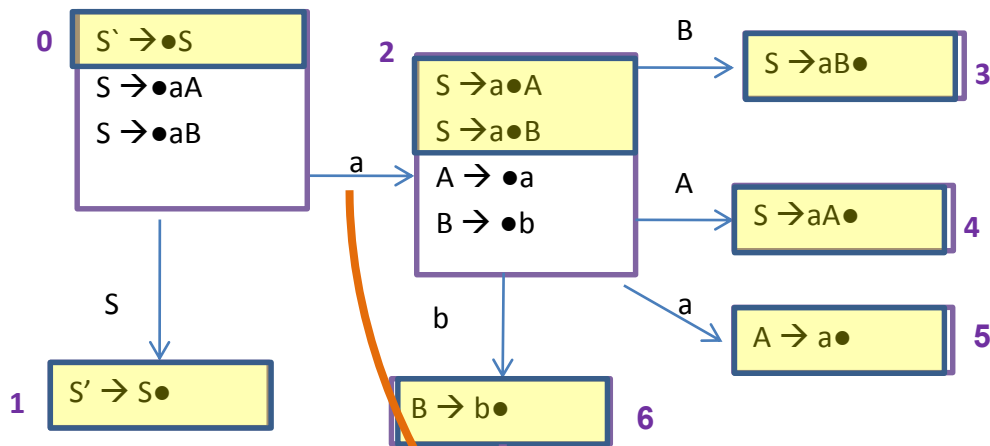 0
S` → ●S
S → ●aA
S → ●aB
a
S
1
S’ → S●
2
S → a●A
S → a●B
A → ●a
B → ●b
B
S → aB●
3
A
S → aA●
4
a
A → a●
5
b
B → b●
6